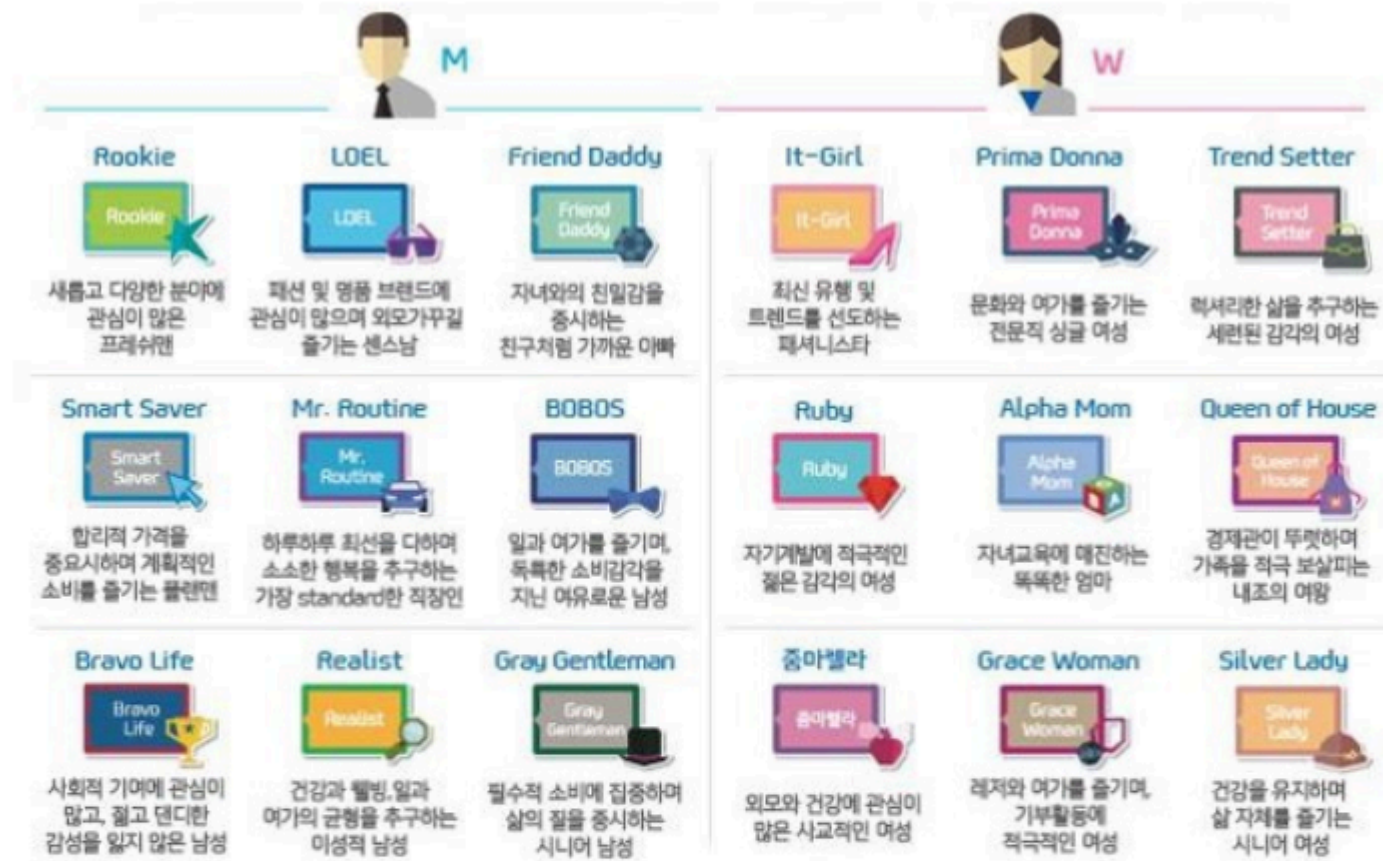 M
W
Rookie
LOEL
Friend Daddy
Rookie
LOEL
Friend
Daddy
새롭고 다양한 분야에
관심이 많은
프레쉬맨
패션 및 명품 브랜드에
관심이 많으며 외모가꾸길
즐기는 센스남
자녀와의 친밀감을
중시하는
친구처럼 가까운 아빠
It-Girl
Prima Donna
Trend Setter
It-Girl
Prima
Donna
Trend
Setter
최신 유행 및
트렌드를 선도하는
패셔니스타
문화와 여가를 즐기는
전문직 싱글 여성
럭셔리한 삶을 추구하는
세련된 감각의 여성
Smart Saver
Mr. Routine
BOBOS
Smart
Saver
Mr.
Routine
BOBOS
합리적 가격을
중요시하며 계획적인
소비를 즐기는 플랜맨
하루하루 최선을 다하며
소소한 행복을 추구하는
가장 standard한 직장인
일과 여가를 즐기며,
독특한 소비감각을
지닌 여유로운 남성
Ruby
Alpha Mom
Queen of House
Ruby
Alpha
Mom
Queen of
House
자기계발에 적극적인
젊은 감각의 여성
자녀교육에 매진하는
똑똑한 엄마
경제관이 뚜렷하며
가족을 적극 보살피는
내조의 여왕
Bravo Life
Realist
Gray Gentleman
Bravo
Life
Realist
Gray
Gentleman
사회적 기여에 관심이
많고, 젊고 댄디한
감성을 잃지 않은 남성
건강과 웰빙,일과
여가의 균형을 추구하는
이성적 남성
필수적 소비에 집중하며
삶의 질을 중시하는
시니어 남성
줌마렐라
Grace Woman
Silver Lady
줌마렐라
Grace
Woman
Silver
Lady
외모와 건강에 관심이
많은 사교적인 여성
레저와 여가를 즐기며,
기부활동에
적극적인 여성
건강을 유지하며
삶 자체를 즐기는
시니어 여성